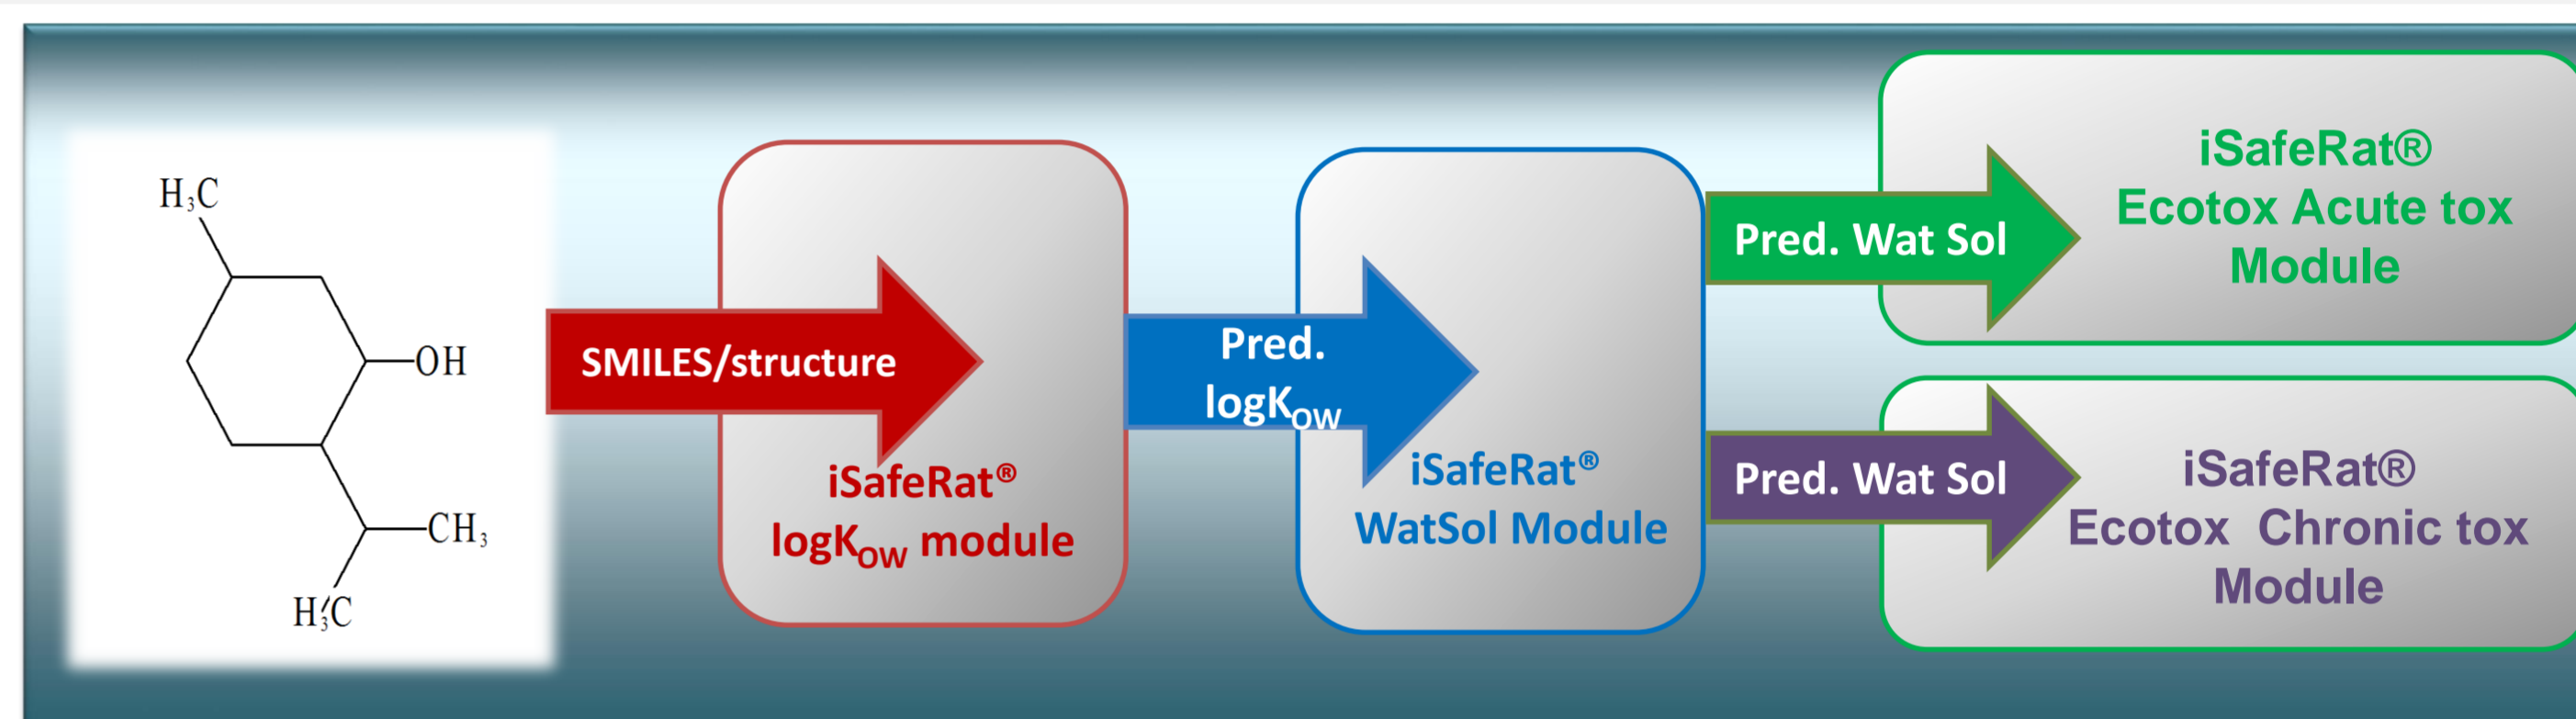 H₃C
OH
CH₃
H₃C
SMILES/structure
iSafeRat®
logKOW module
Pred.
logKOW
iSafeRat®
WatSol Module
Pred. Wat Sol
iSafeRat®
Ecotox Acute tox
Module
Pred. Wat Sol
iSafeRat®
Ecotox Chronic tox
Module